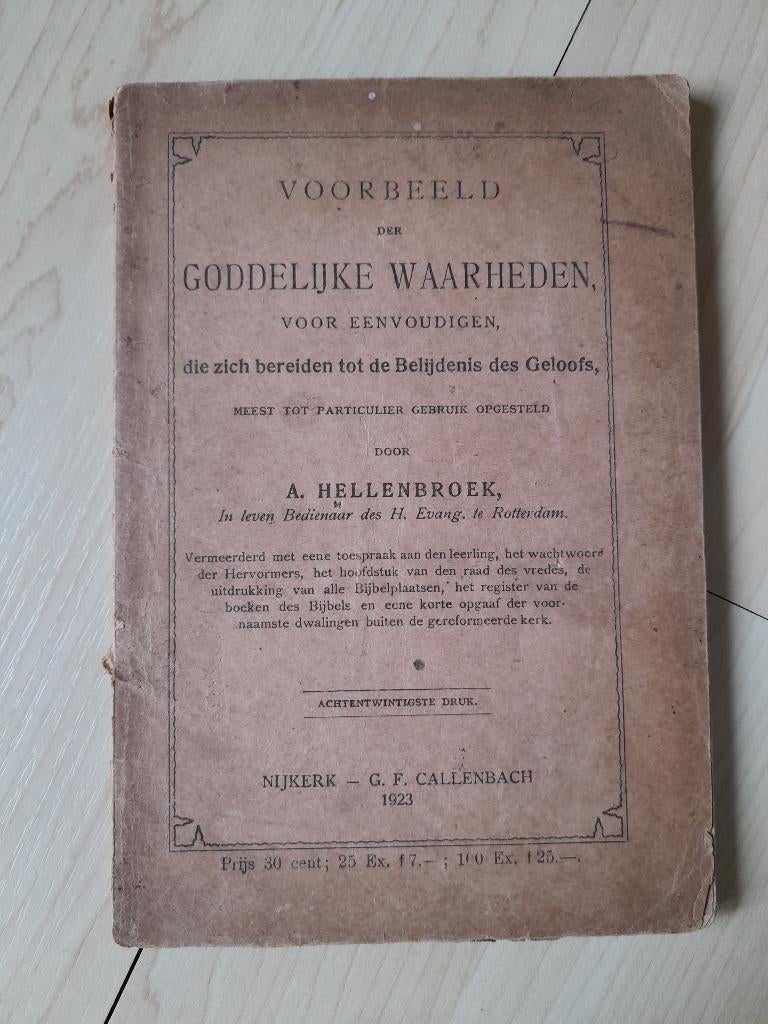 VOORBEELD
DER
GODDELIJKE WAARHEDEN,
VOOR EENVOUDIGEN,
die zich bereiden tot de Belijdenis des Geloofs,
MEEST TOT PARTICULIER GEBRUIK OPGESTELD
DOOR
A. HELLENBROEK,
In leven Bedienaar des H. Evang. te Rotterdam.
Vermeerderd met eene toespraak aan den leerling, het wachtwoord
der Hervormers, het hoofdstuk van den raad des vredes, de
uitdrukking van alle Bijbelplaatsen, het register van de
boeken des Bijbels en eene korte opgaaf der voor-
naamste dwalingen buiten de gereformeerde kerk.
ACHTENTWINTIGSTE DRUK.
NIJKERK — G. F. CALLENBACH
1923
Prijs 30 cent; 25 Ex. f 7.— ; 100 Ex. f 25.—.